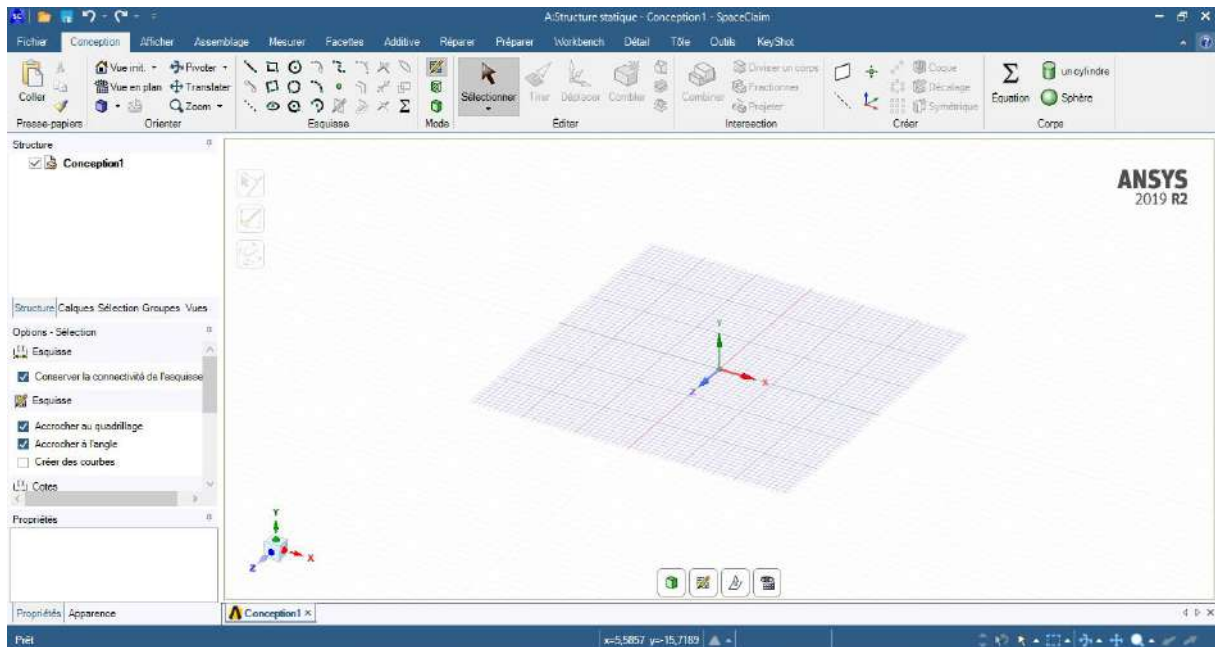 A:Structure statique - Conception1 - SpaceClaim
Fichier Conception Afficher Assemblage Mesurer Facettes Additive Réparer Préparer Workbench Détail Tôle Outils KeyShot
Coller
Vue init. Pivoter
Vue en plan Translater
Zoom
Sélectionner Tirer Déplacer Combler
Combiner
Diviser un corps
Fractionner
Projeter
Coque
Décalage
Symétrique
Équation
un cylindre
Sphère
Presse-papiers Orienter Esquisse Mode Éditer Intersection Créer Corps
Structure
Conception1
ANSYS
2019 R2
Structure Calques Sélection Groupes Vues
Options - Sélection
Esquisse
Conserver la connectivité de l'esquisse
Esquisse
Accrocher au quadrillage
Accrocher à l'angle
Créer des courbes
Cotes
Propriétés
Y
X
Z
Y
X
Z
Propriétés Apparence
Conception1
Prêt
x=5,5857 y=-15,7189